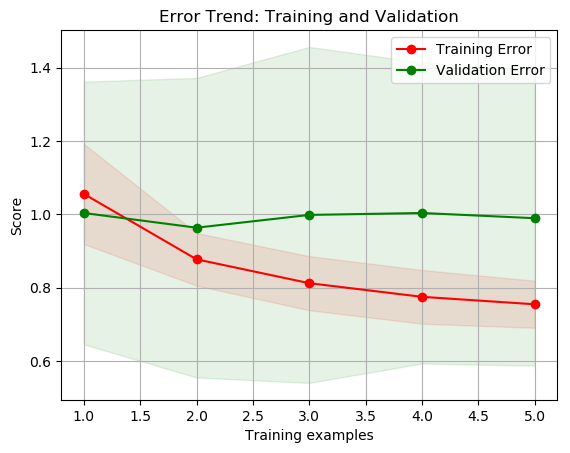 Error Trend: Training and Validation
Training Error
Validation Error
1.4
1.2
1.0
0.8
0.6
Score
1.0
1.5
2.0
2.5
3.0
3.5
4.0
4.5
5.0
Training examples